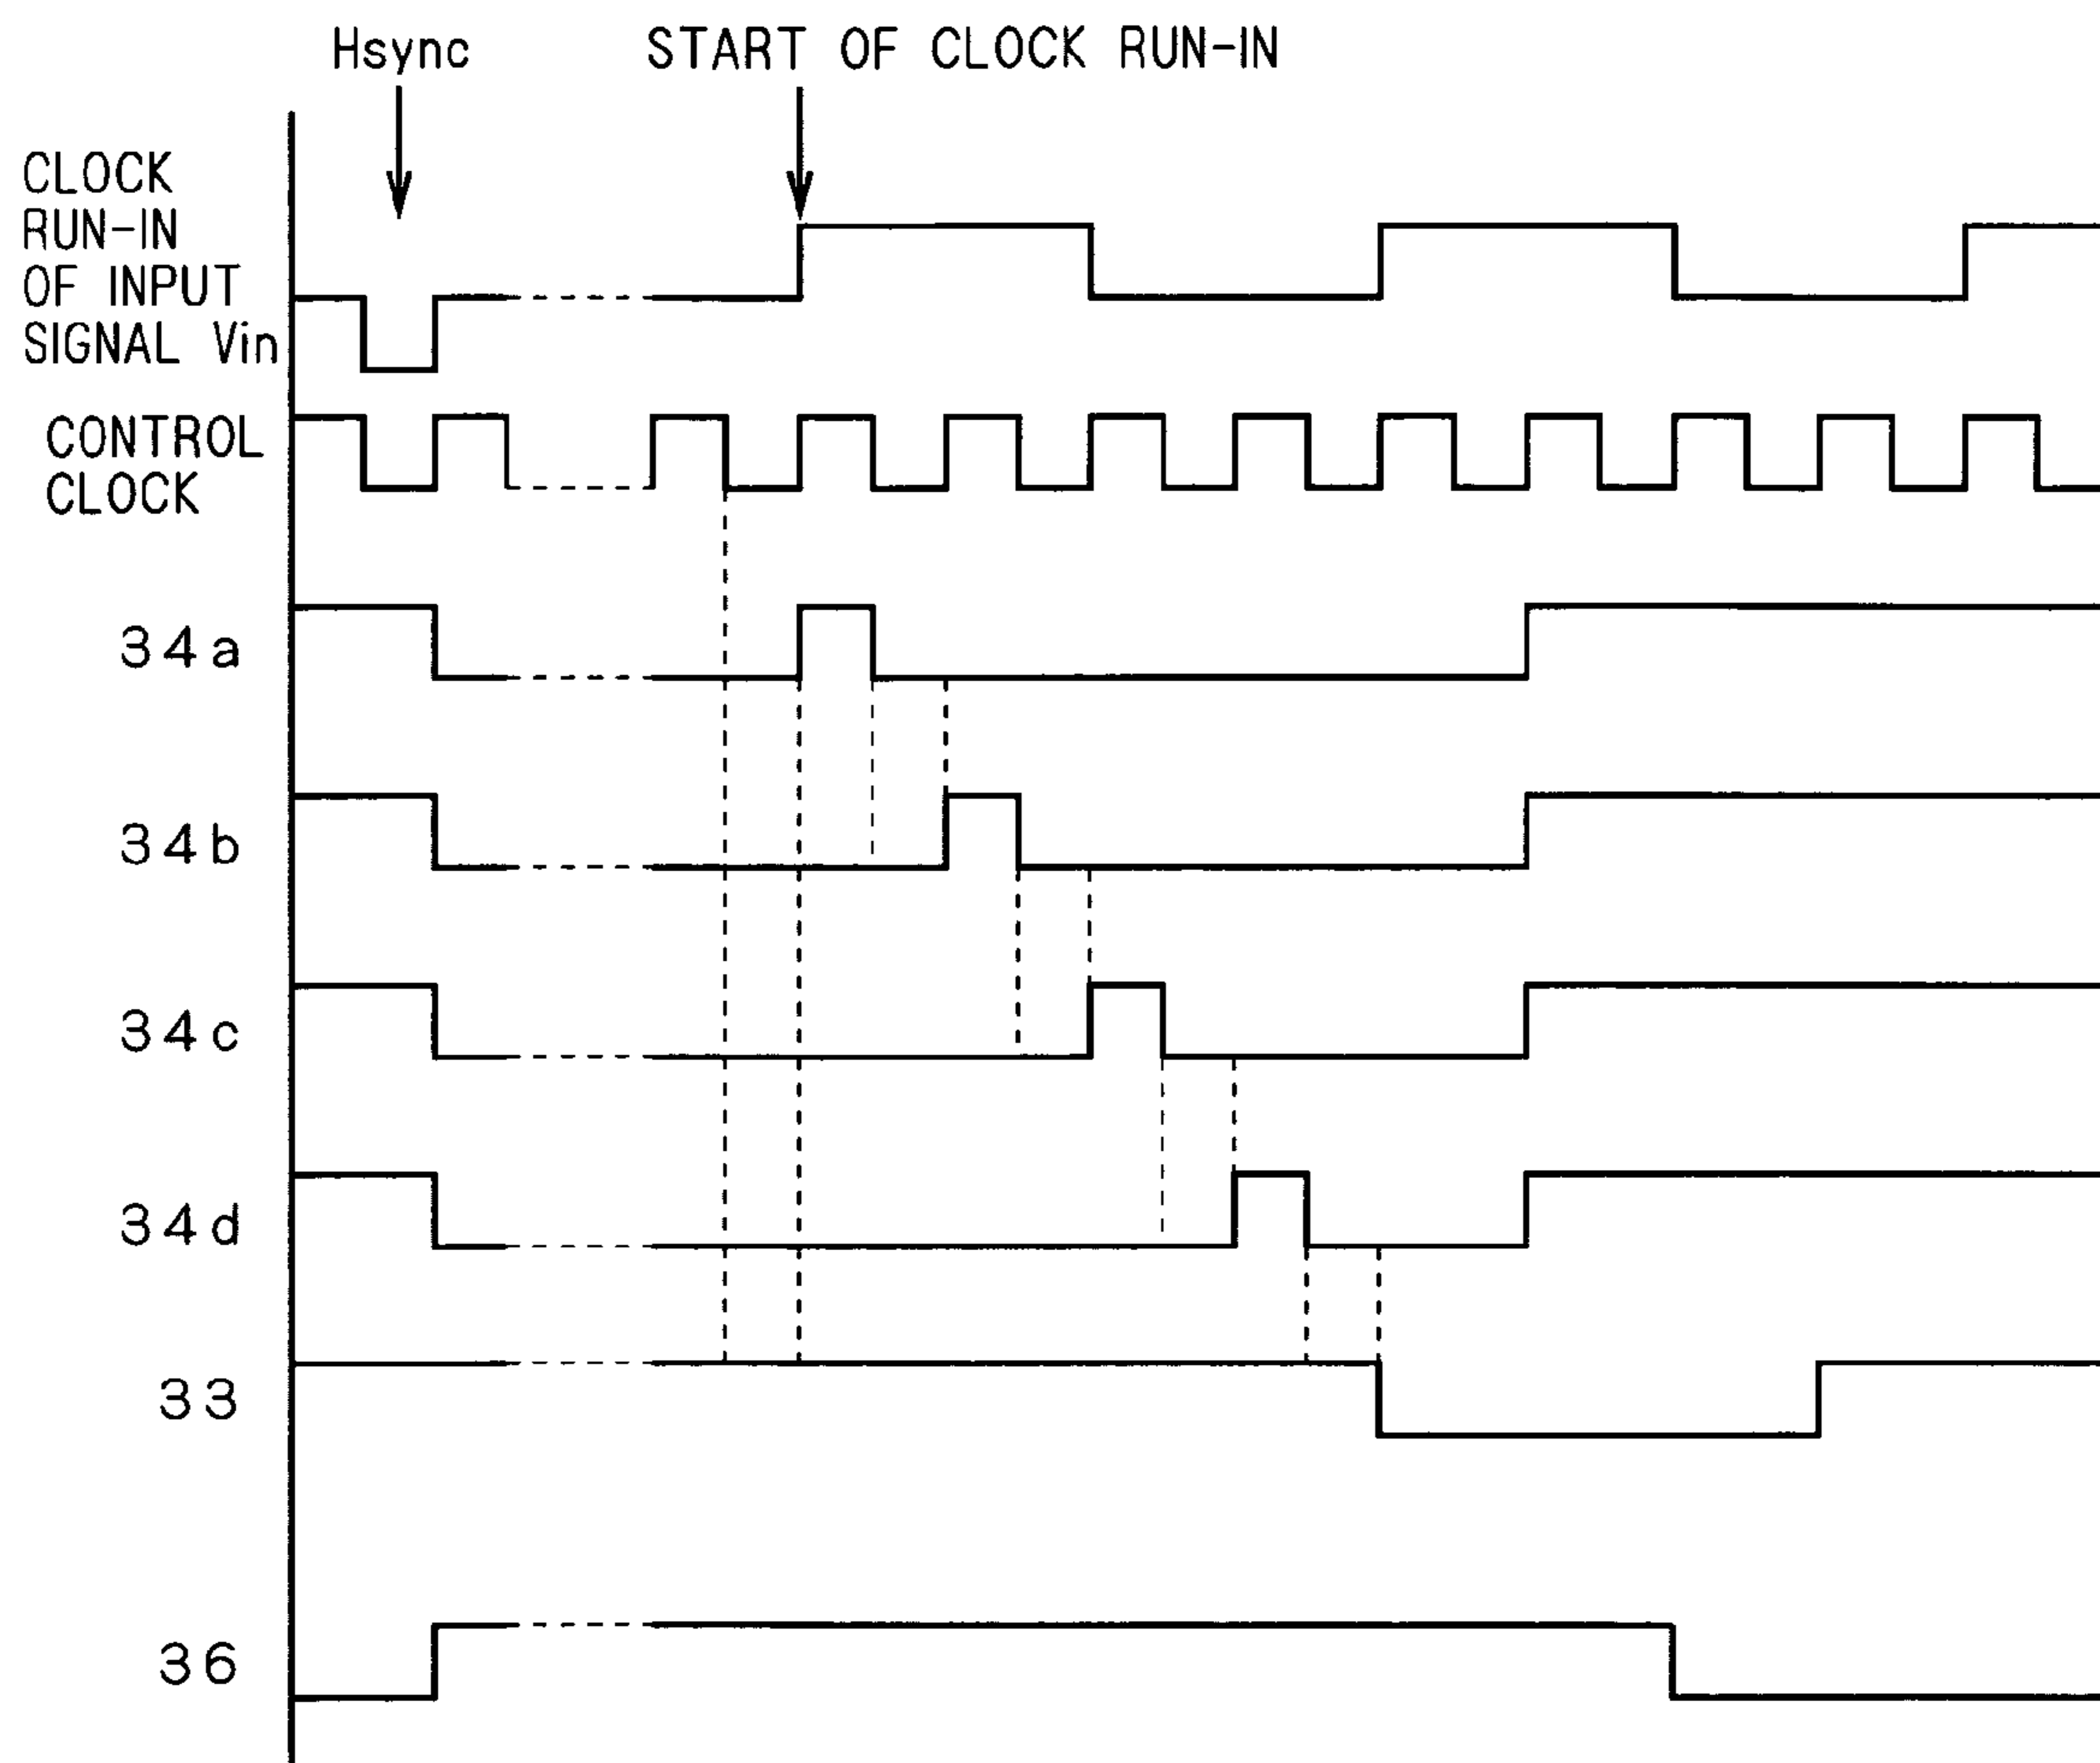 Hsync
START OF CLOCK RUN-IN
CLOCK
RUN-IN
OF INPUT
SIGNAL Vin
CONTROL
CLOCK
34a
34b
34c
34d
33
36